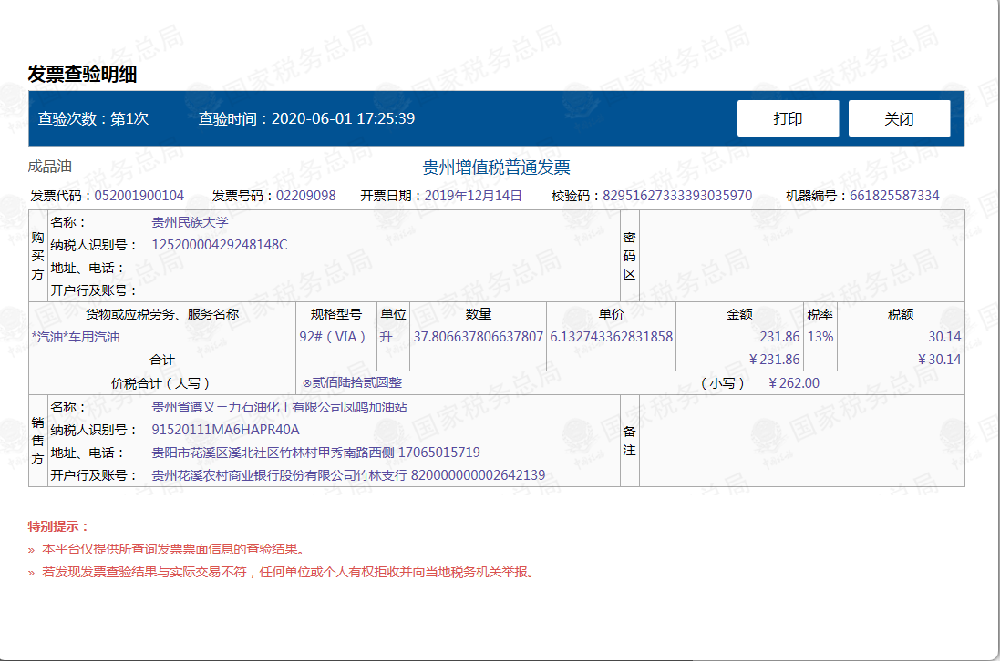 发票查验明细
查验次数：第1次 查验时间：2020-06-01 17:25:39 打印 关闭
成品油 贵州增值税普通发票
发票代码：052001900104 发票号码：02209098 开票日期：2019年12月14日 校验码：82951627333393035970 机器编号：661825587334
购买方
名称： 贵州民族大学
纳税人识别号： 12520000429248148C
地址、电话：
开户行及账号：
密码区
货物或应税劳务、服务名称 规格型号 单位 数量 单价 金额 税率 税额
*汽油*车用汽油 92#（VIA） 升 37.806637806637807 6.132743362831858 231.86 13% 30.14
合计 ￥231.86 ￥30.14
价税合计（大写） ⊗贰佰陆拾贰圆整 （小写） ￥262.00
销售方
名称： 贵州省遵义三力石油化工有限公司凤鸣加油站
纳税人识别号： 91520111MA6HAPR40A
地址、电话： 贵阳市花溪区溪北社区竹林村甲秀南路西侧 17065015719
开户行及账号： 贵州花溪农村商业银行股份有限公司竹林支行 820000000002642139
备注
特别提示：
» 本平台仅提供所查询发票票面信息的查验结果。
» 若发现发票查验结果与实际交易不符，任何单位或个人有权拒收并向当地税务机关举报。
国家税务总局